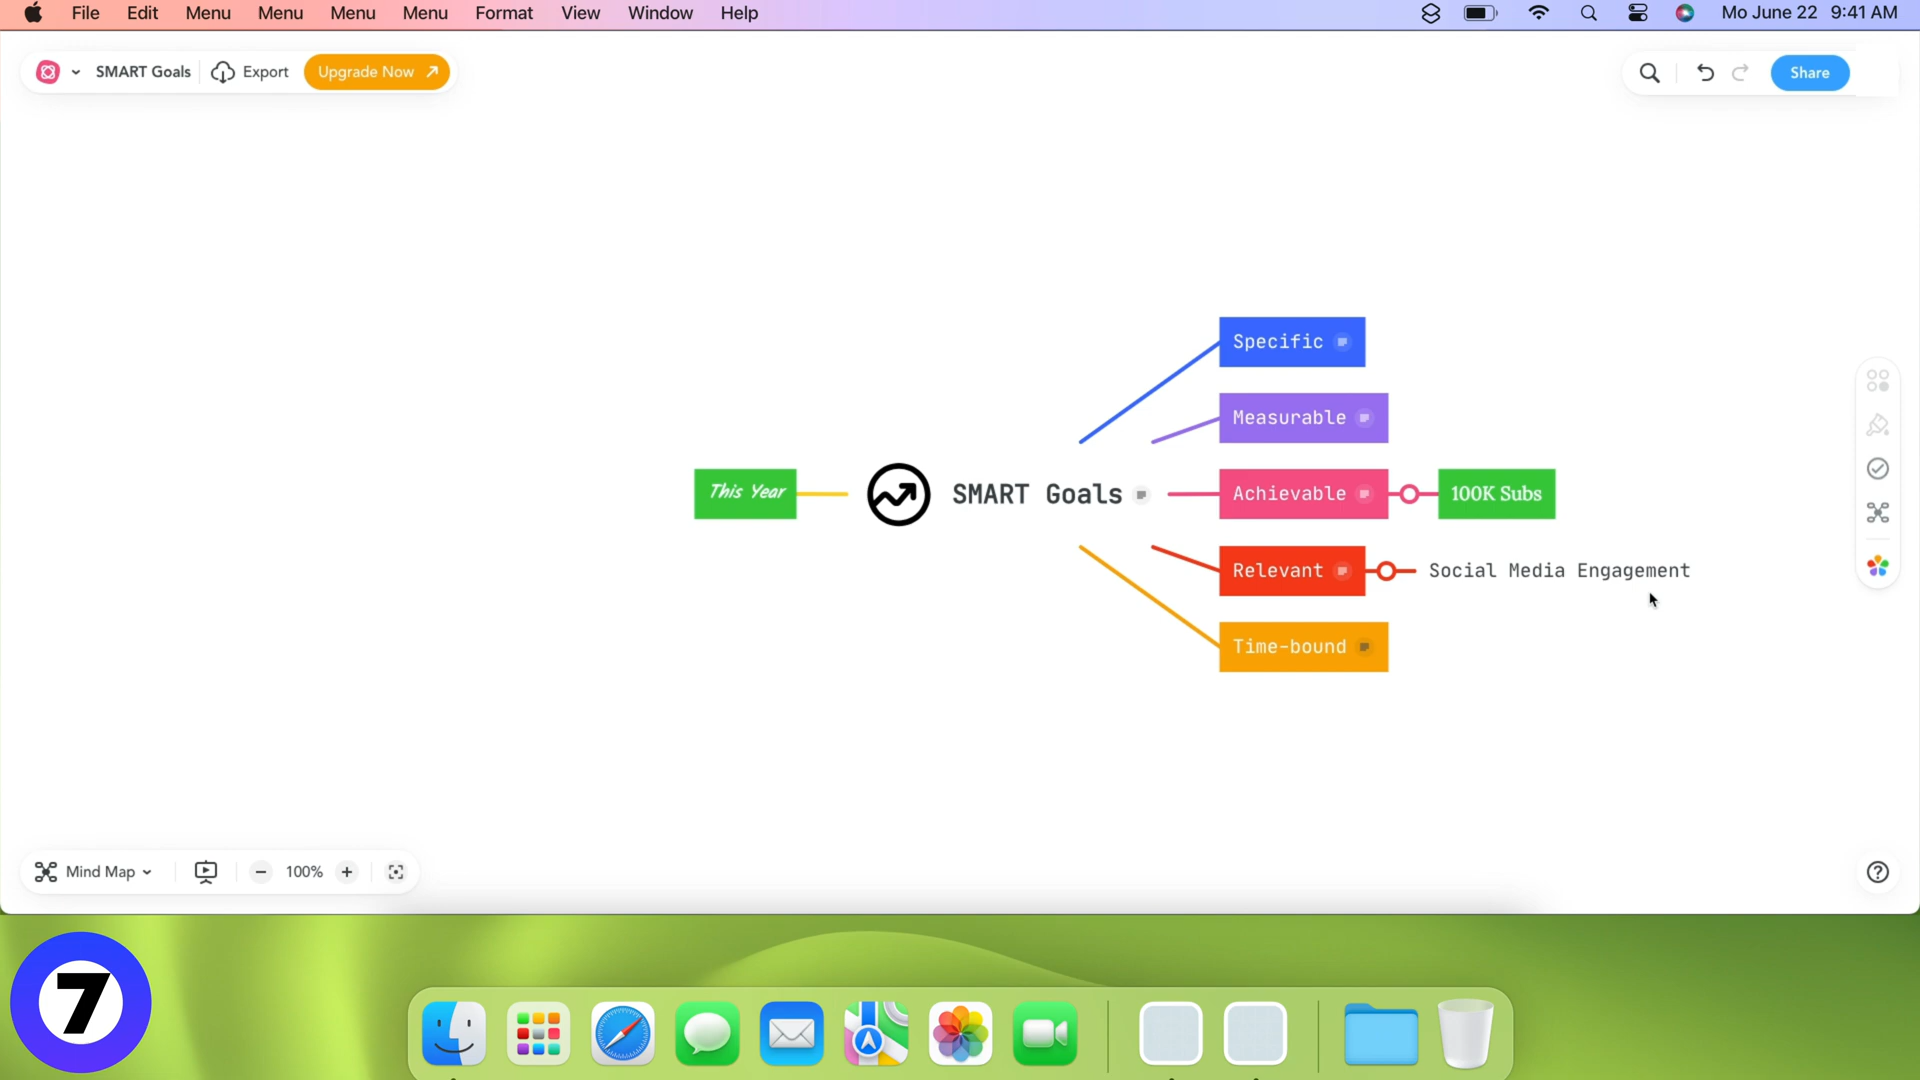 File Edit Menu Menu Menu Menu Format View Window Help Mo June 22 9:41 AM
SMART Goals Export Upgrade Now Share
Specific
Measurable
This Year SMART Goals Achievable 100K Subs
Relevant Social Media Engagement
Time-bound
Mind Map 100%
7